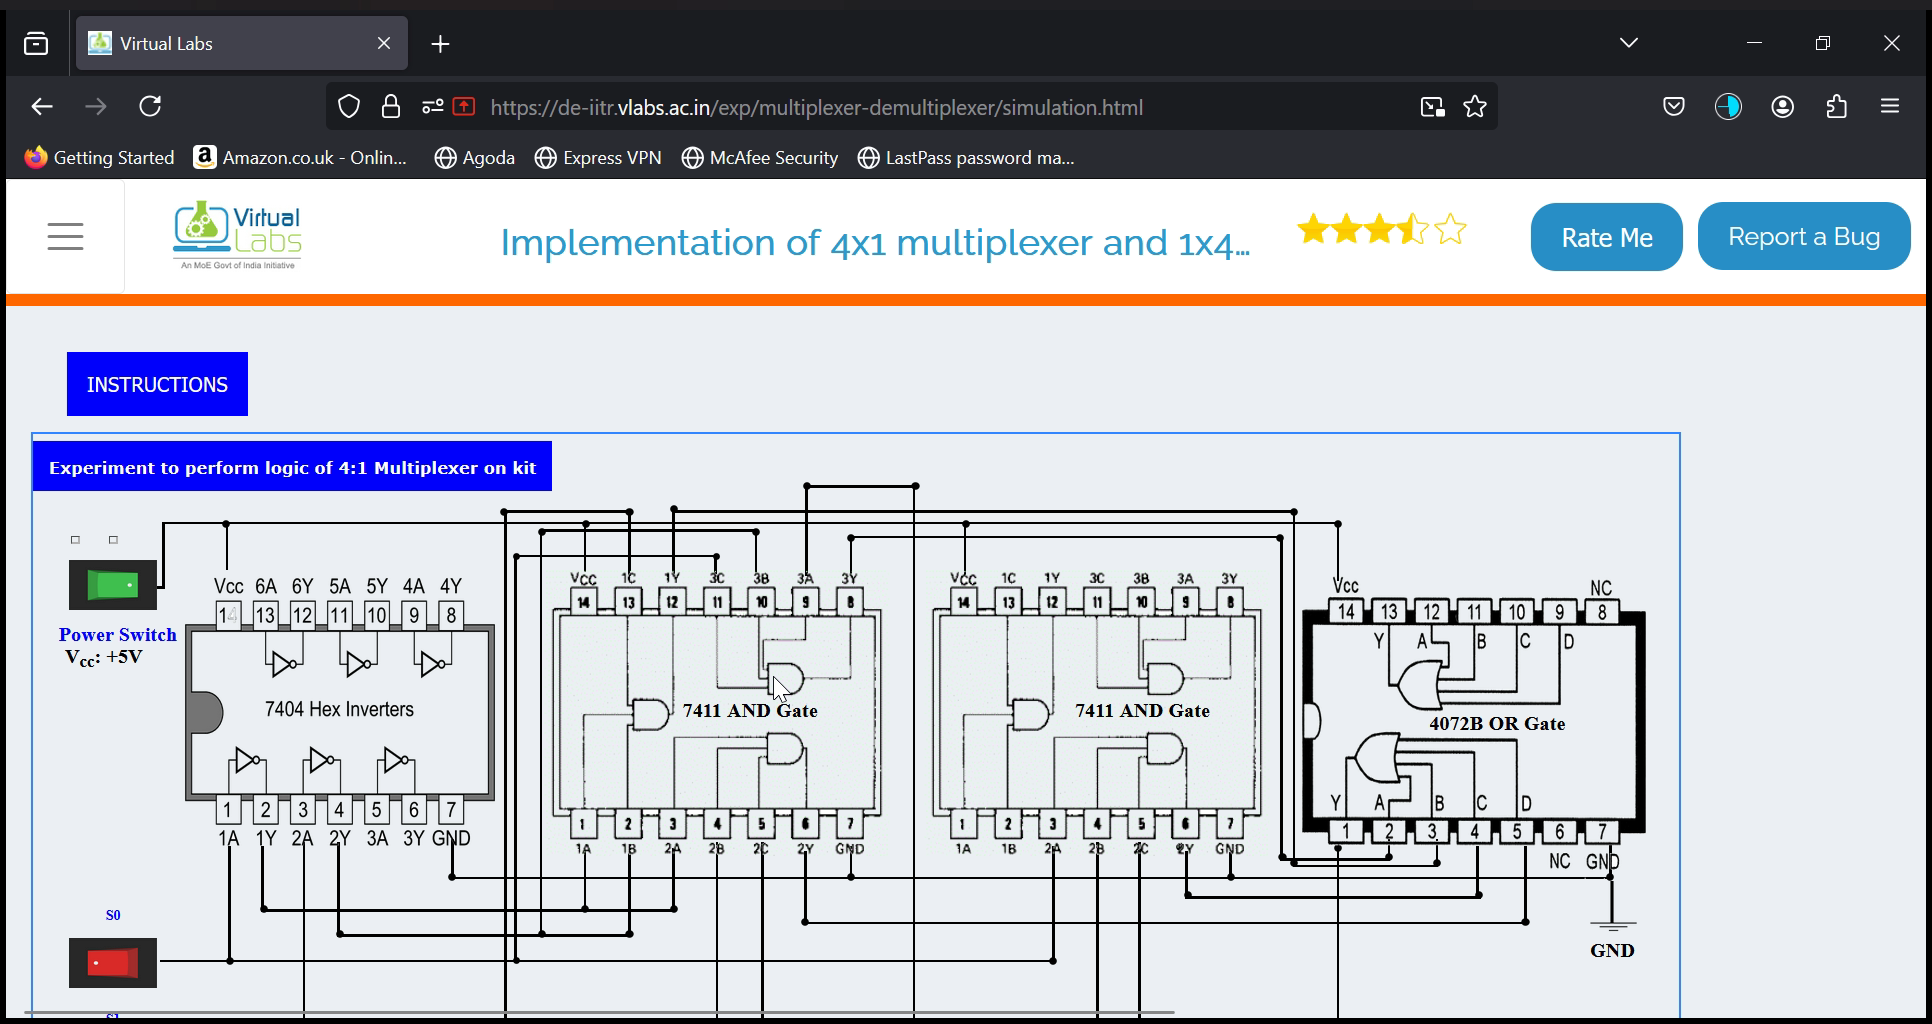 Virtual Labs
https://de-iitr.vlabs.ac.in/exp/multiplexer-demultiplexer/simulation.html
Getting Started
Amazon.co.uk - Onlin...
Agoda
Express VPN
McAfee Security
LastPass password ma...
Virtual
Labs
An MoE Govt of India Initiative
Implementation of 4x1 multiplexer and 1x4...
Rate Me
Report a Bug
INSTRUCTIONS
Experiment to perform logic of 4:1 Multiplexer on kit
Power Switch
Vcc: +5V
Vcc 6A 6Y 5A 5Y 4A 4Y
14 13 12 11 10 9 8
7404 Hex Inverters
1 2 3 4 5 6 7
1A 1Y 2A 2Y 3A 3Y GND
VCC 1C 1Y 3C 3B 3A 3Y
14 13 12 11 10 9 8
7411 AND Gate
1 2 3 4 5 6 7
1A 1B 2A 2B 2C 2Y GND
VCC 1C 1Y 3C 3B 3A 3Y
14 13 12 11 10 9 8
7411 AND Gate
1 2 3 4 5 6 7
1A 1B 2A 2B 2C 2Y GND
Vcc NC
14 13 12 11 10 9 8
Y A B C D
4072B OR Gate
Y A B C D
1 2 3 4 5 6 7
NC GND
GND
S0